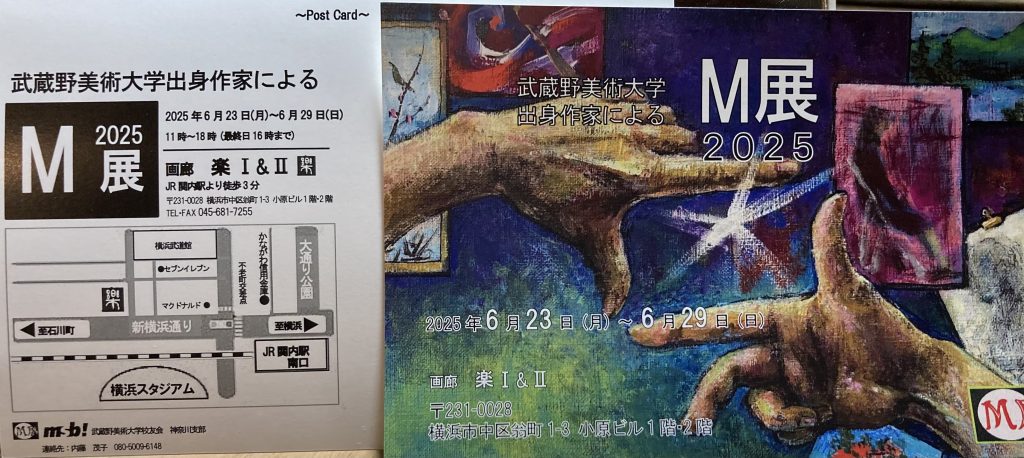 ～Post Card～
武蔵野美術大学出身作家による
M 2025 展
2025年6月23日(月)～6月29日(日)
11時～18時（最終日16時まで）
画廊 楽 Ⅰ&Ⅱ 楽
JR関内駅より徒歩3分
〒231-0028 横浜市中区翁町1-3 小原ビル1階・2階
TEL・FAX 045-681-7255
横浜武道館
●セブンイレブン
かながわ信用金庫●
大通り公園
不老町交差点
楽
マクドナルド●
◀至石川町
新横浜通り
至横浜▶
JR関内駅
南口
横浜スタジアム
msb! 武蔵野美術大学校友会 神奈川支部
連絡先：内藤 茂子 080-5009-6148
武蔵野美術大学
出身作家による
M展
2025
2025年6月23日(月)～6月29日(日)
画廊 楽Ⅰ&Ⅱ
〒231-0028
横浜市中区翁町1-3 小原ビル1階・2階